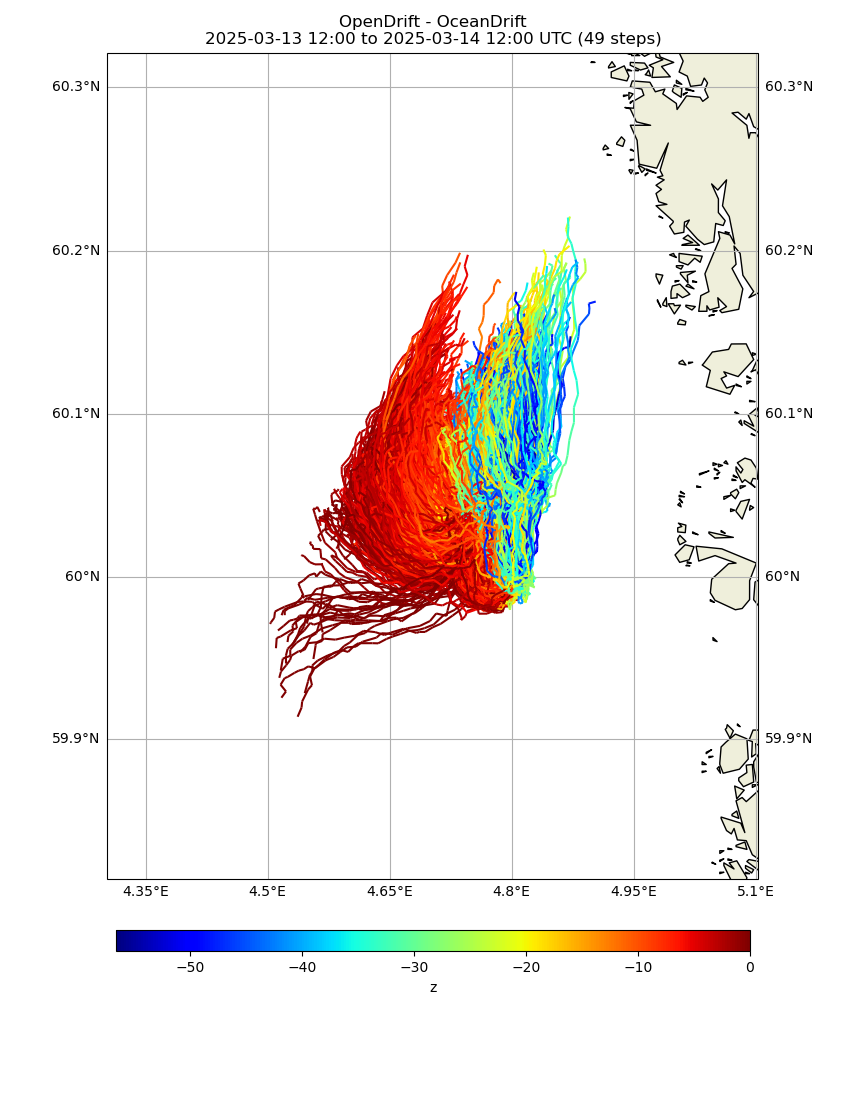 OpenDrift - OceanDrift
2025-03-13 12:00 to 2025-03-14 12:00 UTC (49 steps)
60.3°N 60.3°N
60.2°N 60.2°N
60.1°N 60.1°N
60°N 60°N
59.9°N 59.9°N
4.35°E 4.5°E 4.65°E 4.8°E 4.95°E 5.1°E
−50 −40 −30 −20 −10 0
z